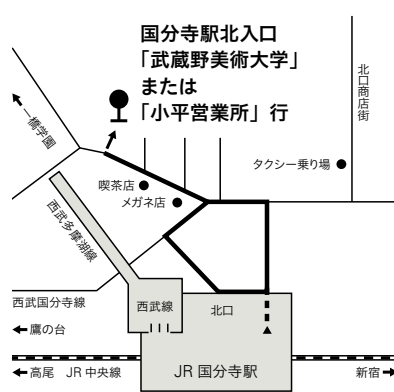 国分寺駅北入口
「武蔵野美術大学」
または
「小平営業所」行
北口商店街
一橋学園
タクシー乗り場
喫茶店
メガネ店
西武多摩湖線
西武国分寺線
西武線
北口
鷹の台
高尾 JR 中央線
JR 国分寺駅
新宿